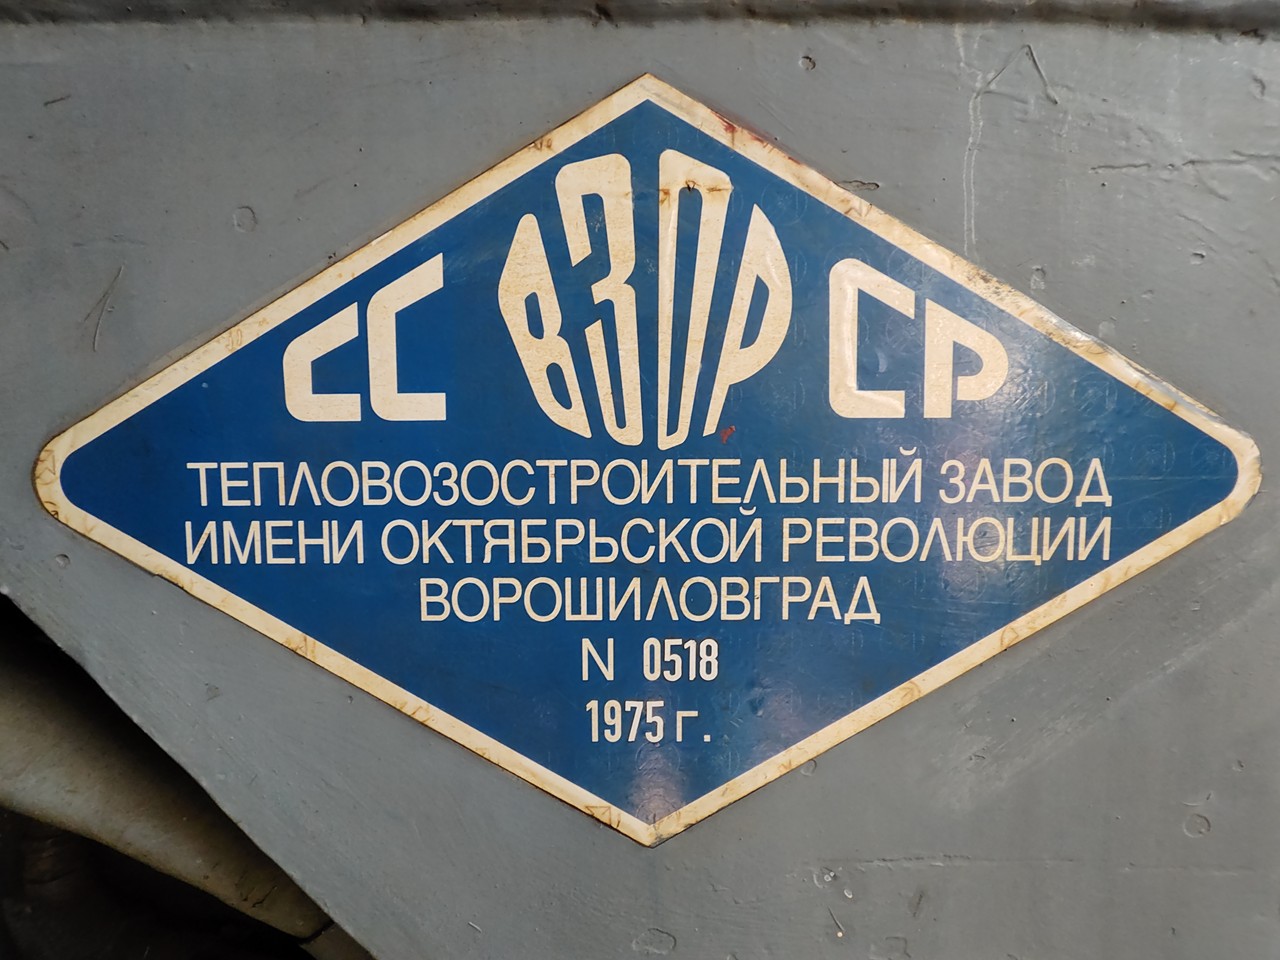 СС ВЗОР СР
ТЕПЛОВОЗОСТРОИТЕЛЬНЫЙ ЗАВОД
ИМЕНИ ОКТЯБРЬСКОЙ РЕВОЛЮЦИИ
ВОРОШИЛОВГРАД
N 0518
1975 г.